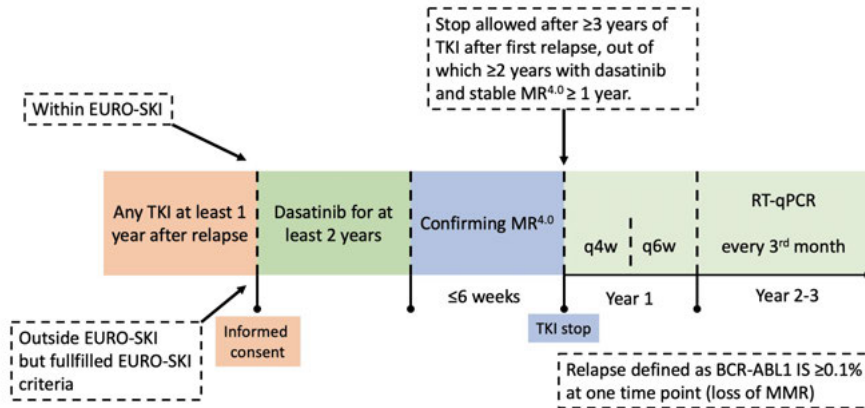 Stop allowed after ≥3 years of
TKI after first relapse, out of
which ≥2 years with dasatinib
and stable MR4.0 ≥ 1 year.
Within EURO-SKI
Any TKI at least 1
year after relapse
Dasatinib for at
least 2 years
Confirming MR4.0
q4w
q6w
RT-qPCR
every 3rd month
≤6 weeks
Year 1
Year 2-3
Outside EURO-SKI
but fullfilled EURO-SKI
criteria
Informed
consent
TKI stop
Relapse defined as BCR-ABL1 IS ≥0.1%
at one time point (loss of MMR)